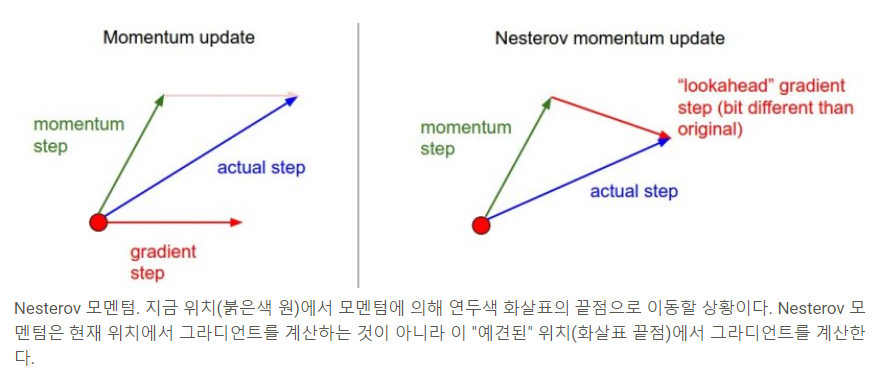 Momentum update
momentum
step
actual step
gradient
step
Nesterov momentum update
momentum
step
"lookahead" gradient
step (bit different than
original)
actual step
Nesterov 모멘텀. 지금 위치(붉은색 원)에서 모멘텀에 의해 연두색 화살표의 끝점으로 이동할 상황이다. Nesterov 모
멘텀은 현재 위치에서 그라디언트를 계산하는 것이 아니라 이 "예견된" 위치(화살표 끝점)에서 그라디언트를 계산한
다.